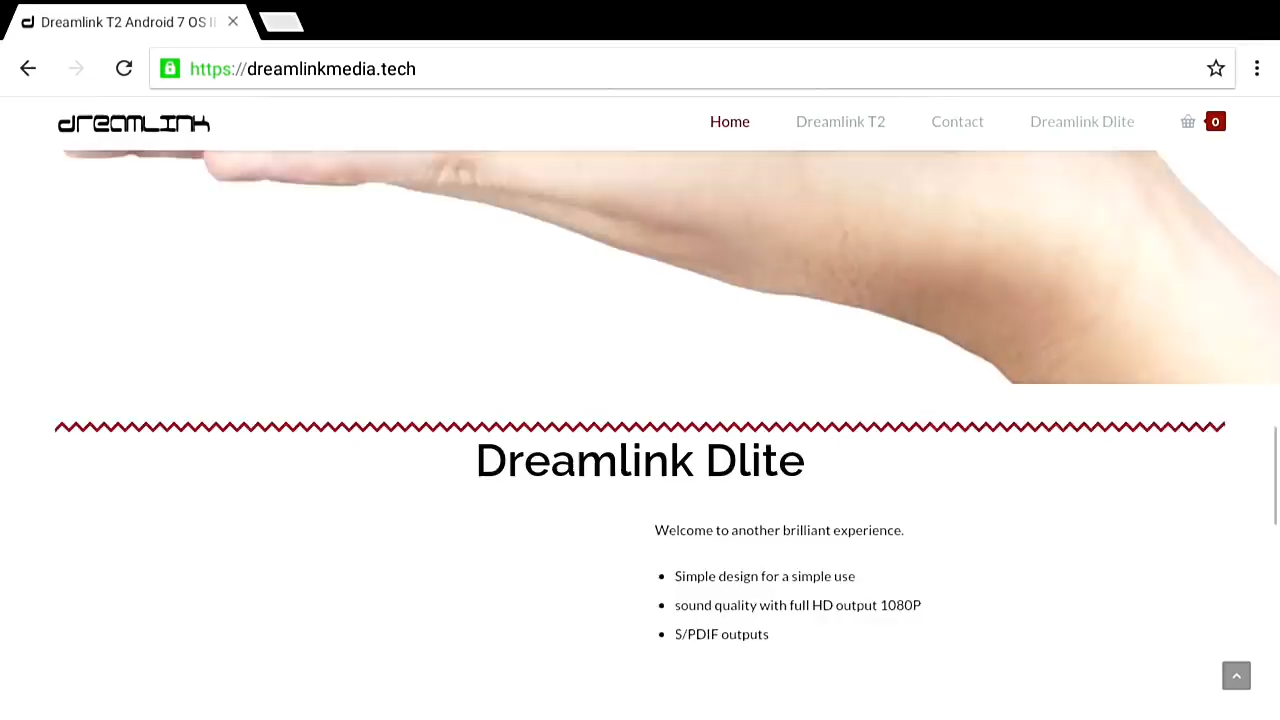 Dreamlink T2 Android 7 OS
https://dreamlinkmedia.tech
dreamlink
Home
Dreamlink T2
Contact
Dreamlink Dlite
0
Dreamlink Dlite
Welcome to another brilliant experience.
Simple design for a simple use
sound quality with full HD output 1080P
S/PDIF outputs